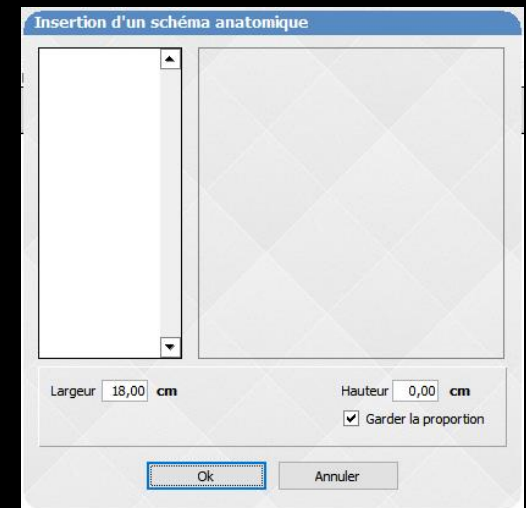 Insertion d'un schéma anatomique
Largeur 18,00 cm Hauteur 0,00 cm
Garder la proportion
Ok Annuler